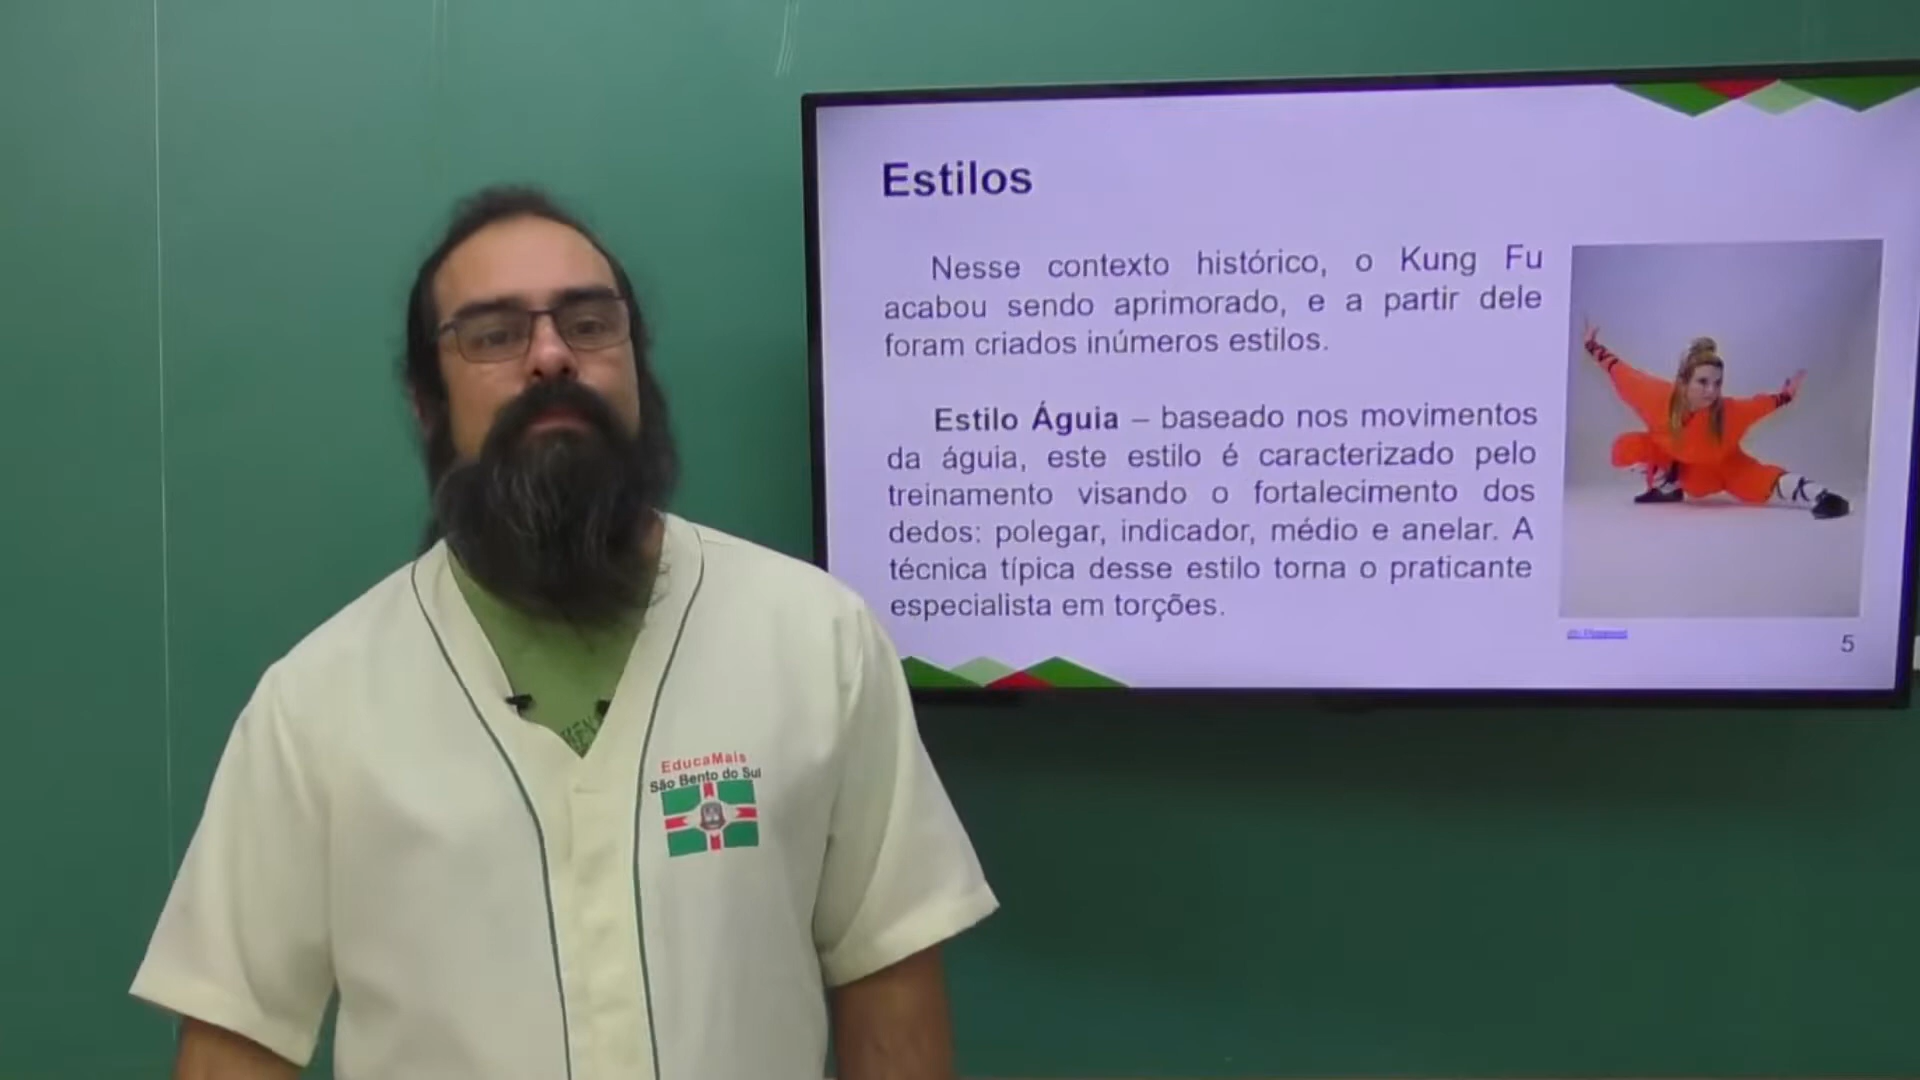 Estilos
Nesse contexto histórico, o Kung Fu
acabou sendo aprimorado, e a partir dele
foram criados inúmeros estilos.
Estilo Águia – baseado nos movimentos
da águia, este estilo é caracterizado pelo
treinamento visando o fortalecimento dos
dedos: polegar, indicador, médio e anelar. A
técnica típica desse estilo torna o praticante
especialista em torções.
5
EducaMais
São Bento do Sul